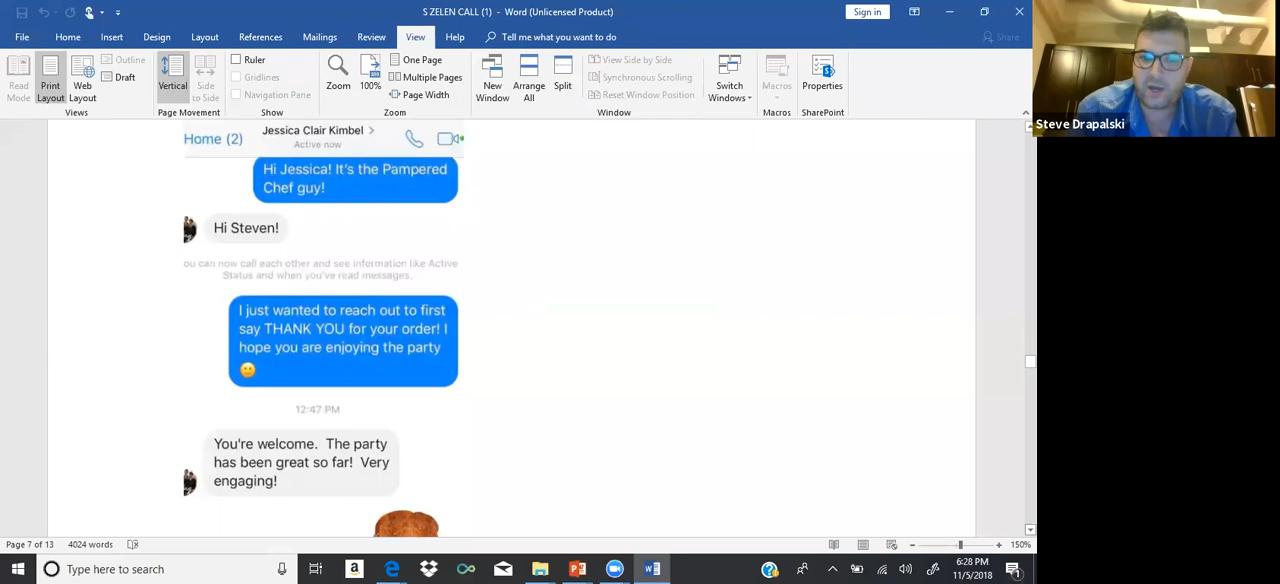 S ZELEN CALL (1) - Word (Unlicensed Product)
Sign in
File Home Insert Design Layout References Mailings Review View Help Tell me what you want to do
Share
Read Mode
Print Layout
Web Layout
Outline
Draft
Views
Vertical
Side to Side
Page Movement
Ruler
Gridlines
Navigation Pane
Show
Zoom
100%
One Page
Multiple Pages
Page Width
Zoom
New Window
Arrange All
Split
View Side by Side
Synchronous Scrolling
Reset Window Position
Window
Switch Windows
Macros
Macros
Properties
SharePoint
Steve Drapalski
Home (2)
Jessica Clair Kimbel >
Active now
Hi Jessica! It's the Pampered
Chef guy!
Hi Steven!
ou can now call each other and see information like Active
Status and when you've read messages.
I just wanted to reach out to first
say THANK YOU for your order! I
hope you are enjoying the party
12:47 PM
You're welcome. The party
has been great so far! Very
engaging!
Page 7 of 13 4024 words
150%
Type here to search
6:28 PM
11/5/2018